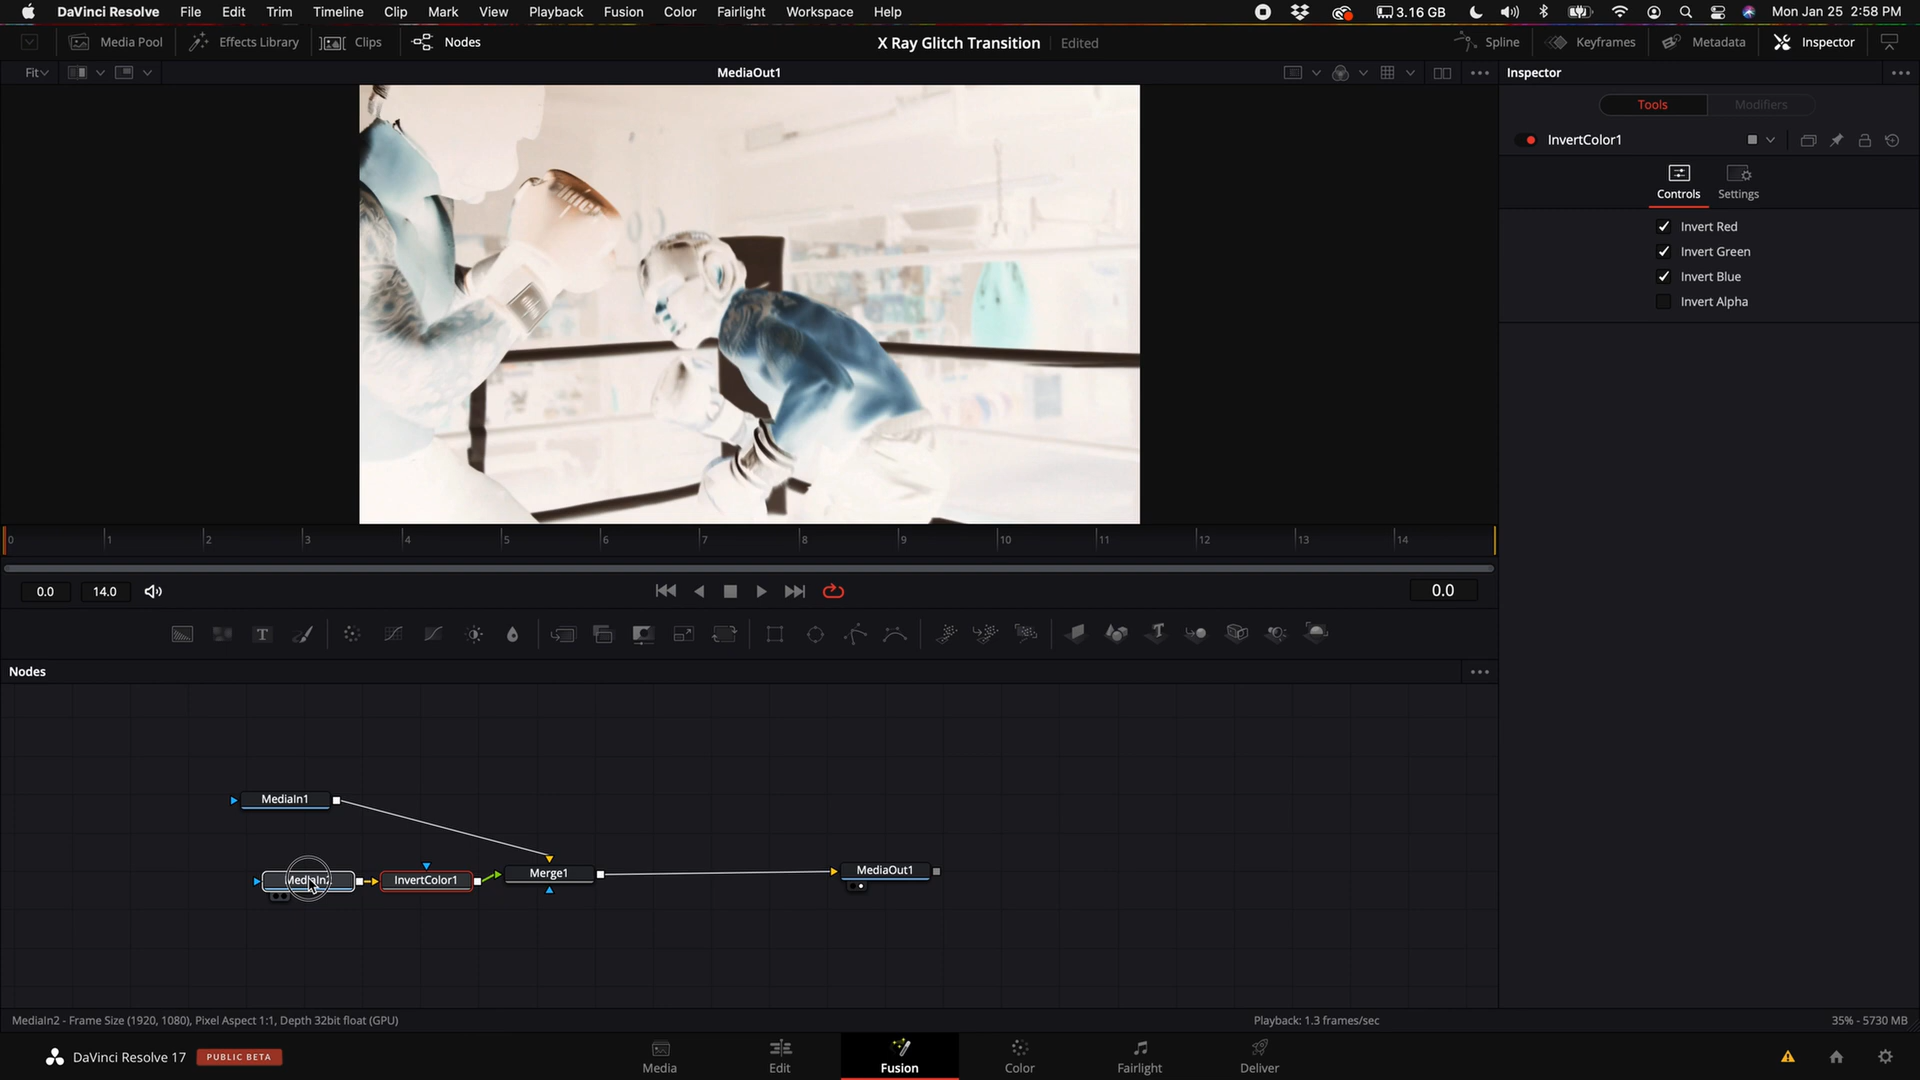 DaVinci Resolve File Edit Trim Timeline Clip Mark View Playback Fusion Color Fairlight Workspace Help 3.16 GB Mon Jan 25 2:58 PM
Media Pool Effects Library Clips Nodes X Ray Glitch Transition Edited Spline Keyframes Metadata Inspector
Fit MediaOut1 Inspector
Tools Modifiers
InvertColor1
Controls Settings
Invert Red
Invert Green
Invert Blue
Invert Alpha
0 1 2 3 4 5 6 7 8 9 10 11 12 13 14
0.0 14.0 0.0
T T
Nodes
MediaIn1
MediaIn2 InvertColor1 Merge1 MediaOut1
MediaIn2 - Frame Size (1920, 1080), Pixel Aspect 1:1, Depth 32bit float (GPU) Playback: 1.3 frames/sec 35% - 5730 MB
DaVinci Resolve 17 PUBLIC BETA Media Edit Fusion Color Fairlight Deliver